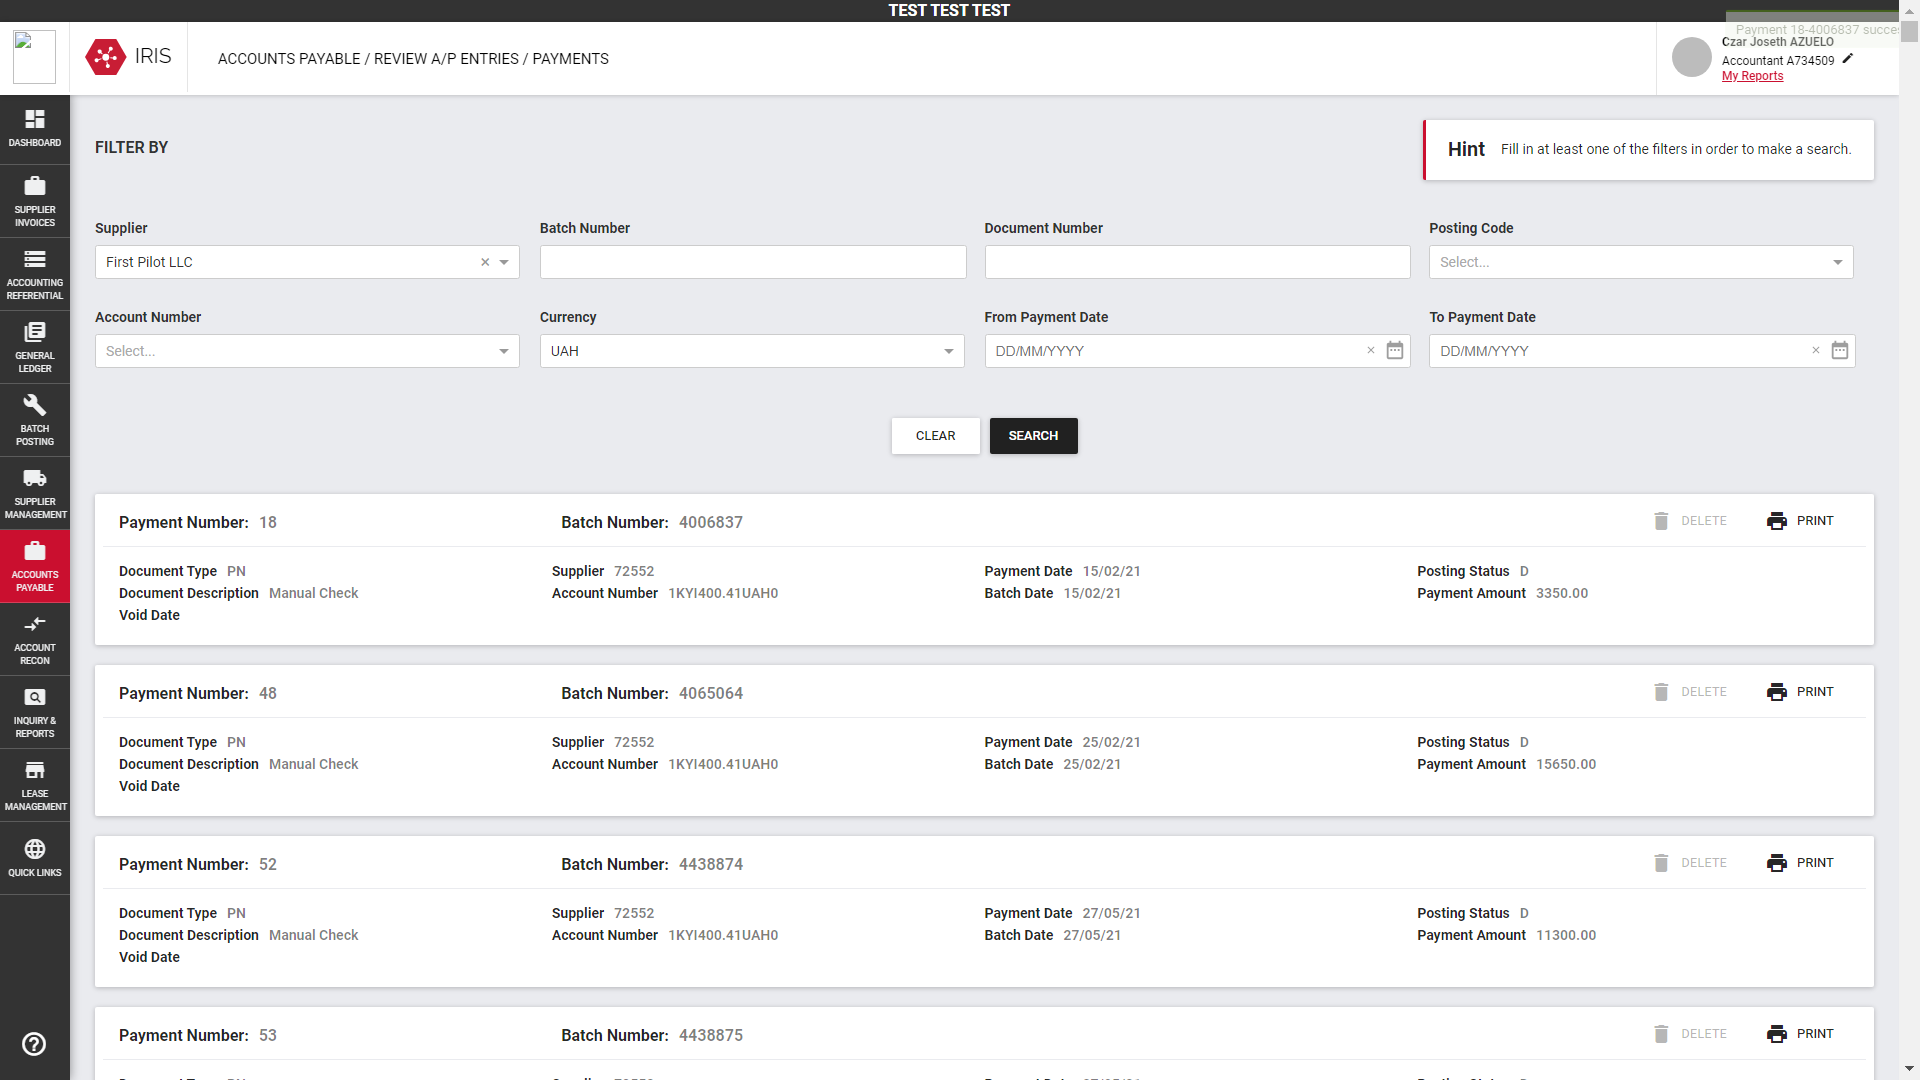 TEST TEST TEST
IRIS
ACCOUNTS PAYABLE / REVIEW A/P ENTRIES / PAYMENTS
Payment 18-4006837
Czar Joseth AZUELO
Accountant A734509
My Reports
DASHBOARD
SUPPLIER
INVOICES
ACCOUNTING
REFERENTIAL
GENERAL
LEDGER
BATCH
POSTING
SUPPLIER
MANAGEMENT
ACCOUNTS
PAYABLE
ACCOUNT
RECON
INQUIRY &
REPORTS
LEASE
MANAGEMENT
QUICK LINKS
FILTER BY
Hint Fill in at least one of the filters in order to make a search.
Supplier Batch Number Document Number Posting Code
First Pilot LLC Select...
Account Number Currency From Payment Date To Payment Date
Select... UAH DD/MM/YYYY DD/MM/YYYY
CLEAR SEARCH
Payment Number: 18 Batch Number: 4006837 DELETE PRINT
Document Type PN Supplier 72552 Payment Date 15/02/21 Posting Status D
Document Description Manual Check Account Number 1KYI400.41UAH0 Batch Date 15/02/21 Payment Amount 3350.00
Void Date
Payment Number: 48 Batch Number: 4065064 DELETE PRINT
Document Type PN Supplier 72552 Payment Date 25/02/21 Posting Status D
Document Description Manual Check Account Number 1KYI400.41UAH0 Batch Date 25/02/21 Payment Amount 15650.00
Void Date
Payment Number: 52 Batch Number: 4438874 DELETE PRINT
Document Type PN Supplier 72552 Payment Date 27/05/21 Posting Status D
Document Description Manual Check Account Number 1KYI400.41UAH0 Batch Date 27/05/21 Payment Amount 11300.00
Void Date
Payment Number: 53 Batch Number: 4438875 DELETE PRINT